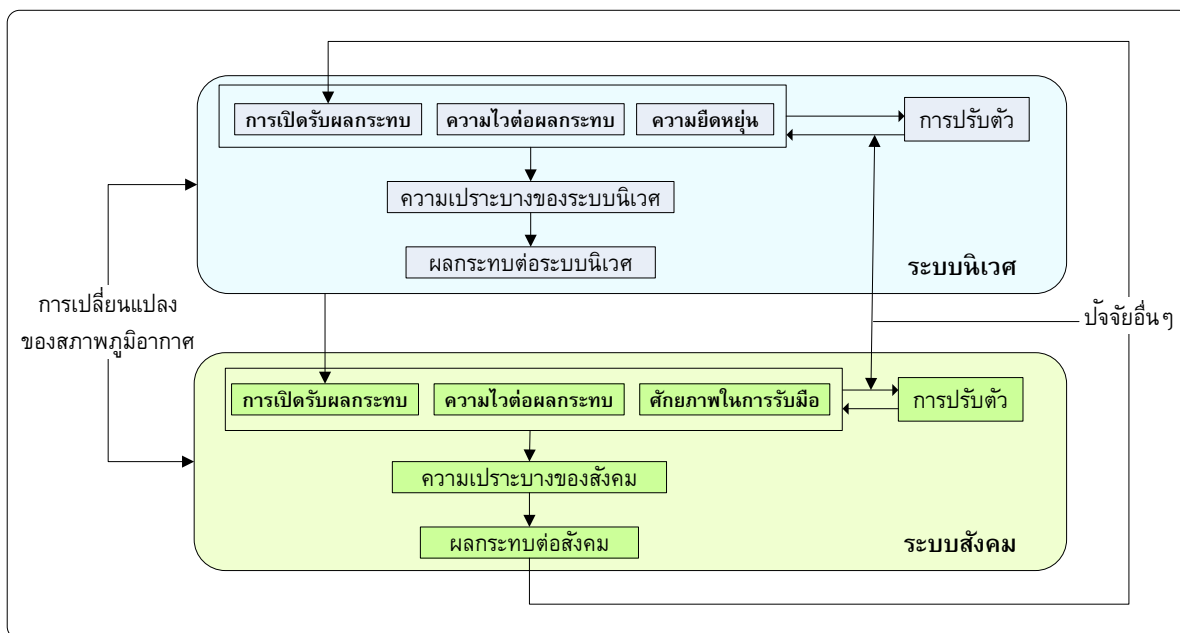 การเปิดรับผลกระทบ
ความไวต่อผลกระทบ
ความยืดหยุ่น
การปรับตัว
ความเปราะบางของระบบนิเวศ
ผลกระทบต่อระบบนิเวศ
ระบบนิเวศ
การเปลี่ยนแปลง
ของสภาพภูมิอากาศ
ปัจจัยอื่นๆ
การเปิดรับผลกระทบ
ความไวต่อผลกระทบ
ศักยภาพในการรับมือ
การปรับตัว
ความเปราะบางของสังคม
ผลกระทบต่อสังคม
ระบบสังคม